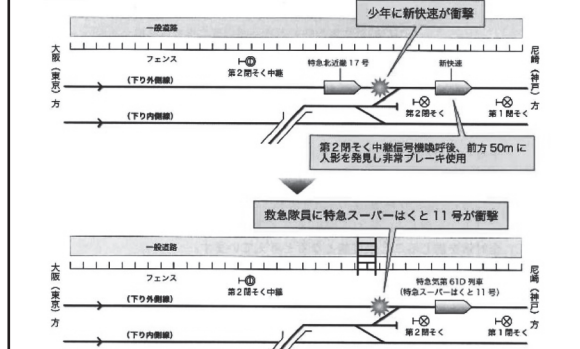 少年に新快速が衝撃
一般道路
大阪（東京）方
フェンス
第2閉そく中継
特急北近畿17号
新快速
尼崎（神戸）方
（下り外側線）
（下り内側線）
第2閉そく
第1閉そく
第2閉そく中継信号機喚呼後、前方50mに
人影を発見し非常ブレーキ使用
救急隊員に特急スーパーはくと11号が衝撃
一般道路
大阪（東京）方
フェンス
第2閉そく中継
特急気第61D列車
（特急スーパーはくと11号）
尼崎（神戸）方
（下り外側線）
（下り内側線）
第2閉そく
第1閉そく